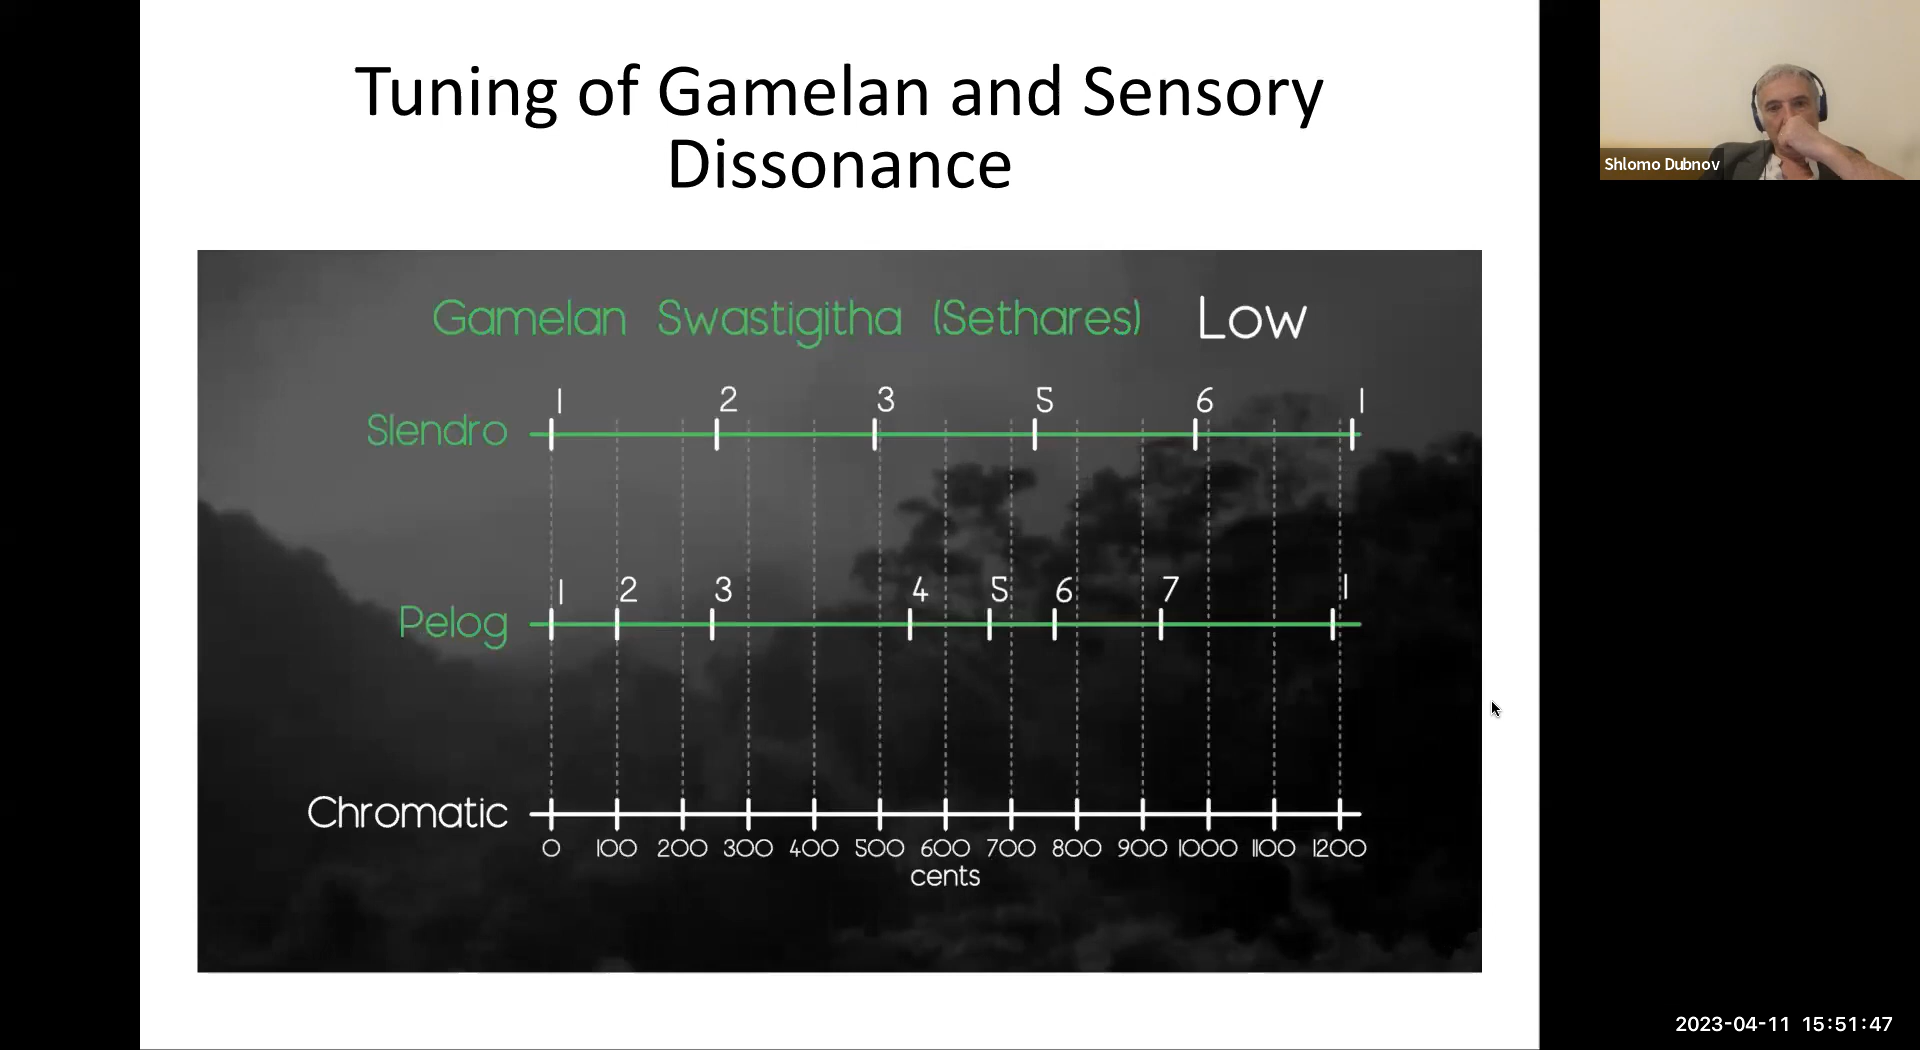 Tuning of Gamelan and Sensory
Dissonance
Shlomo Dubnov
Gamelan Swastigitha (Sethares) Low
1 2 3 5 6 1
Slendro
1 2 3 4 5 6 7 1
Pelog
Chromatic
0 100 200 300 400 500 600 700 800 900 1000 1100 1200
cents
2023-04-11 15:51:47